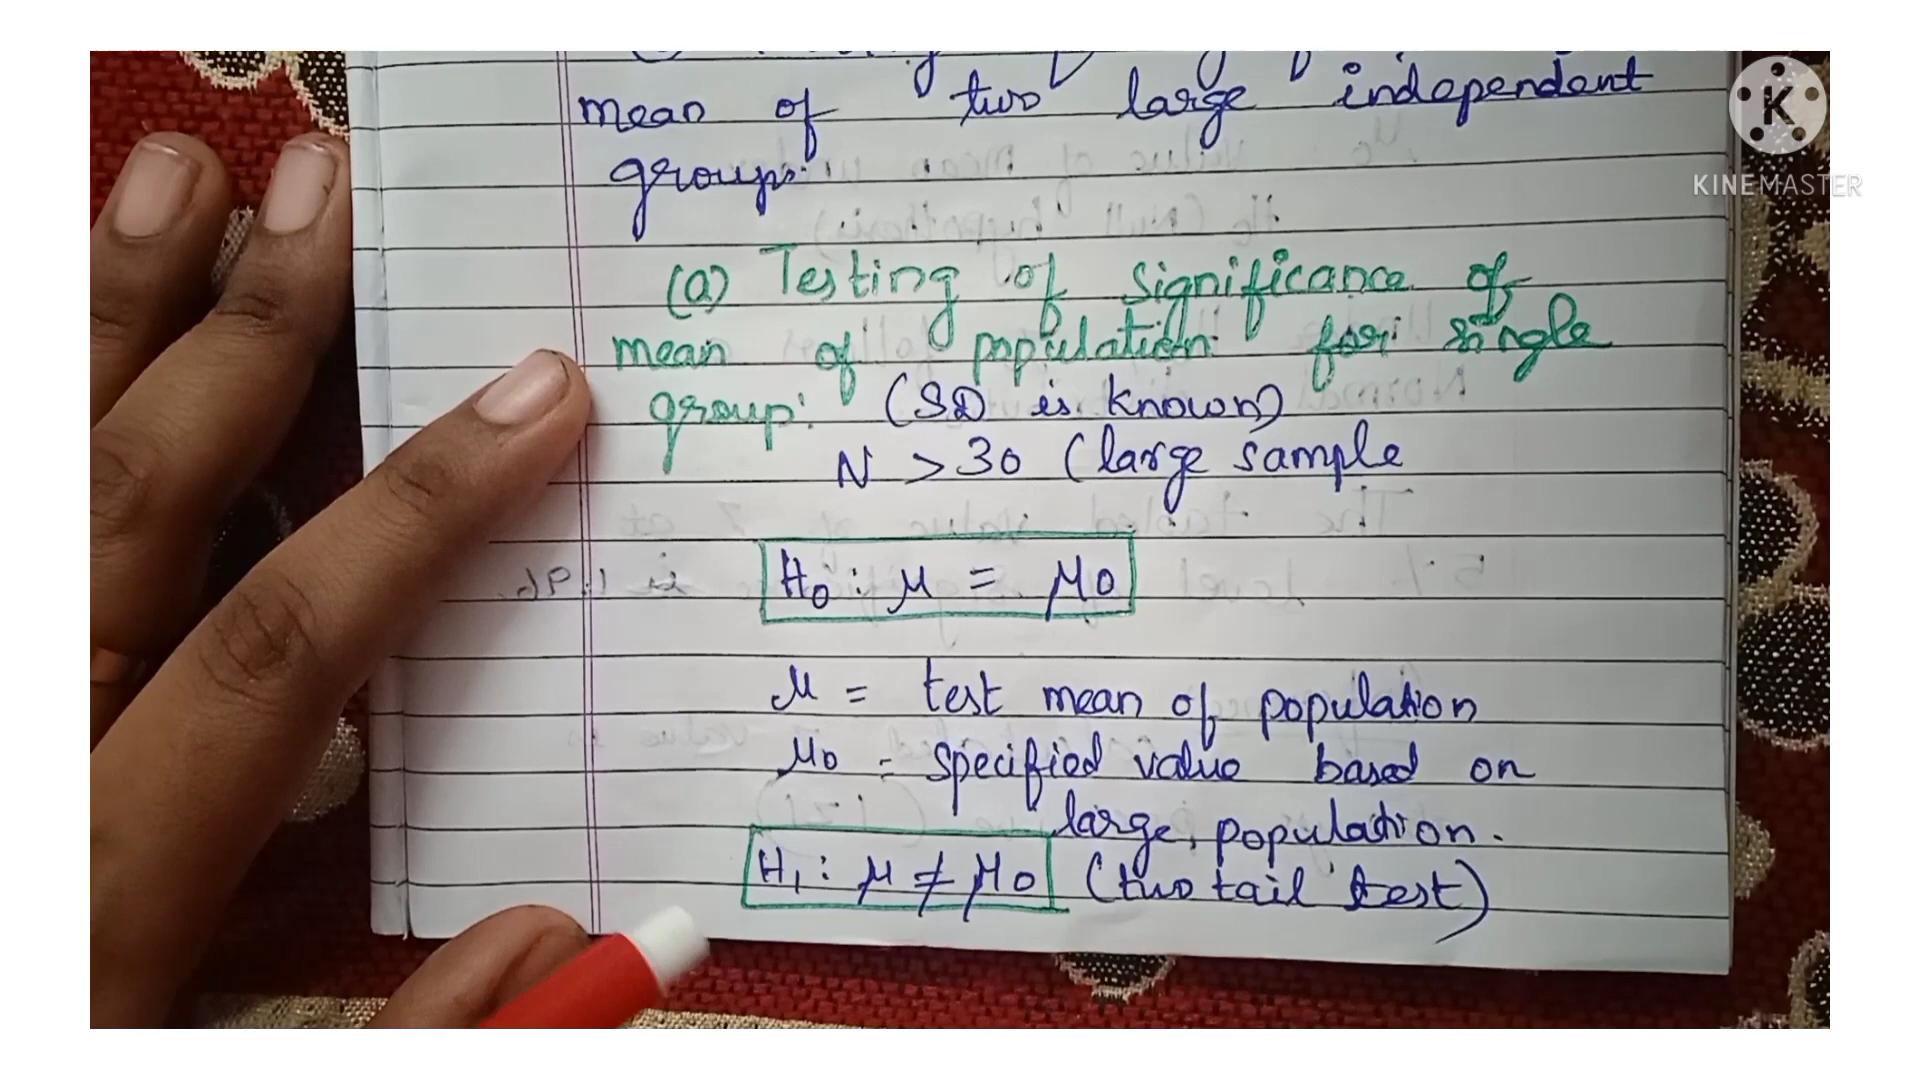 mean of two large independent
group:
(a) Testing of significance of
mean of population for single
group: (SD is known)
N > 30 (large sample
H0 : μ = μ0
μ = test mean of population
μ0 = specified value based on
large population.
H1 : μ ≠ μ0 (two tail test)
K
KINEMASTER